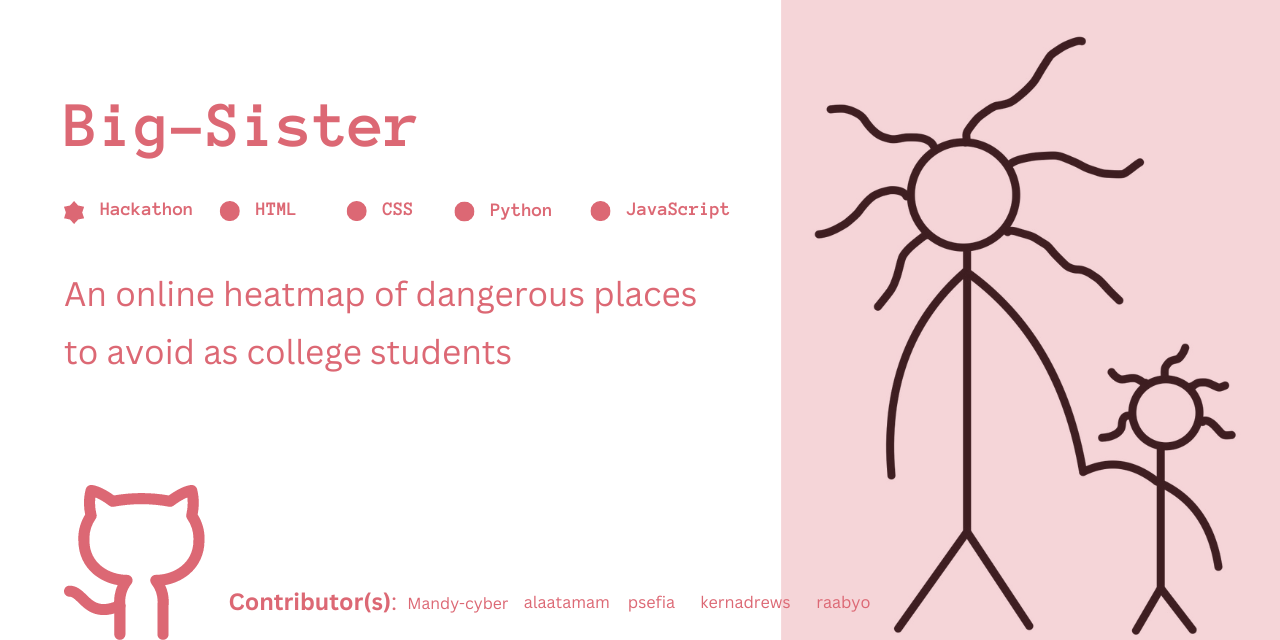 Big-Sister
Hackathon HTML CSS Python JavaScript
An online heatmap of dangerous places
to avoid as college students
Contributor(s): Mandy-cyber alaatamam psefia kernadrews raabyo